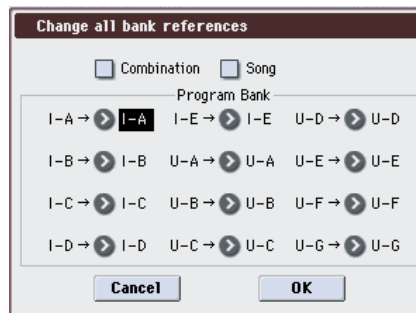 Change all bank references
Combination Song
Program Bank
I-A → I-A I-E → I-E U-D → U-D
I-B → I-B U-A → U-A U-E → U-E
I-C → I-C U-B → U-B U-F → U-F
I-D → I-D U-C → U-C U-G → U-G
Cancel OK